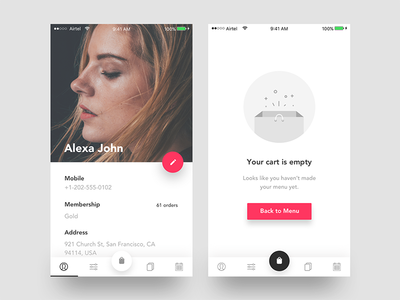 Airtel
9:41 AM
100%
Alexa John
Mobile
+1-202-555-0102
Membership
61 orders
Gold
Address
921 Church St, San Francisco, CA
94114, USA
Airtel
9:41 AM
100%
Your cart is empty
Looks like you haven't made
your menu yet.
Back to Menu